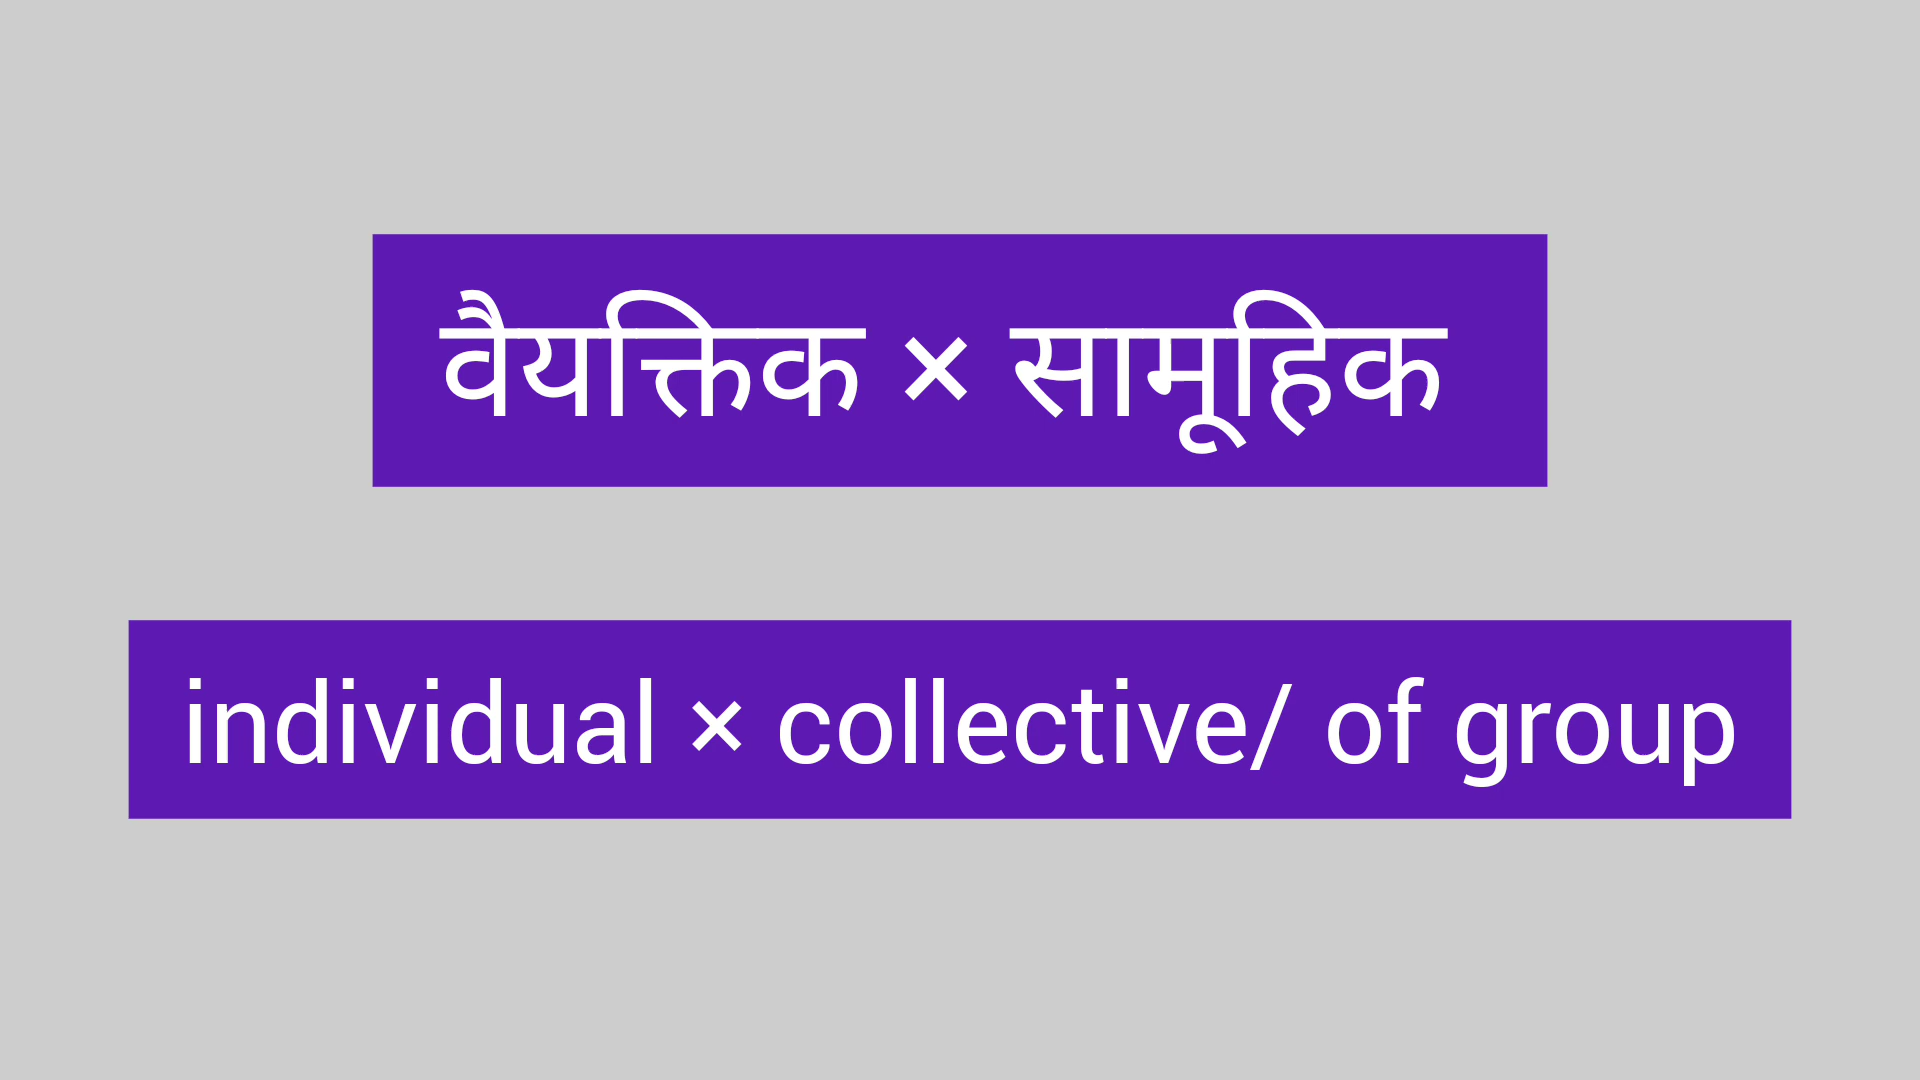 वैयक्तिक × सामूहिक
individual × collective/ of group